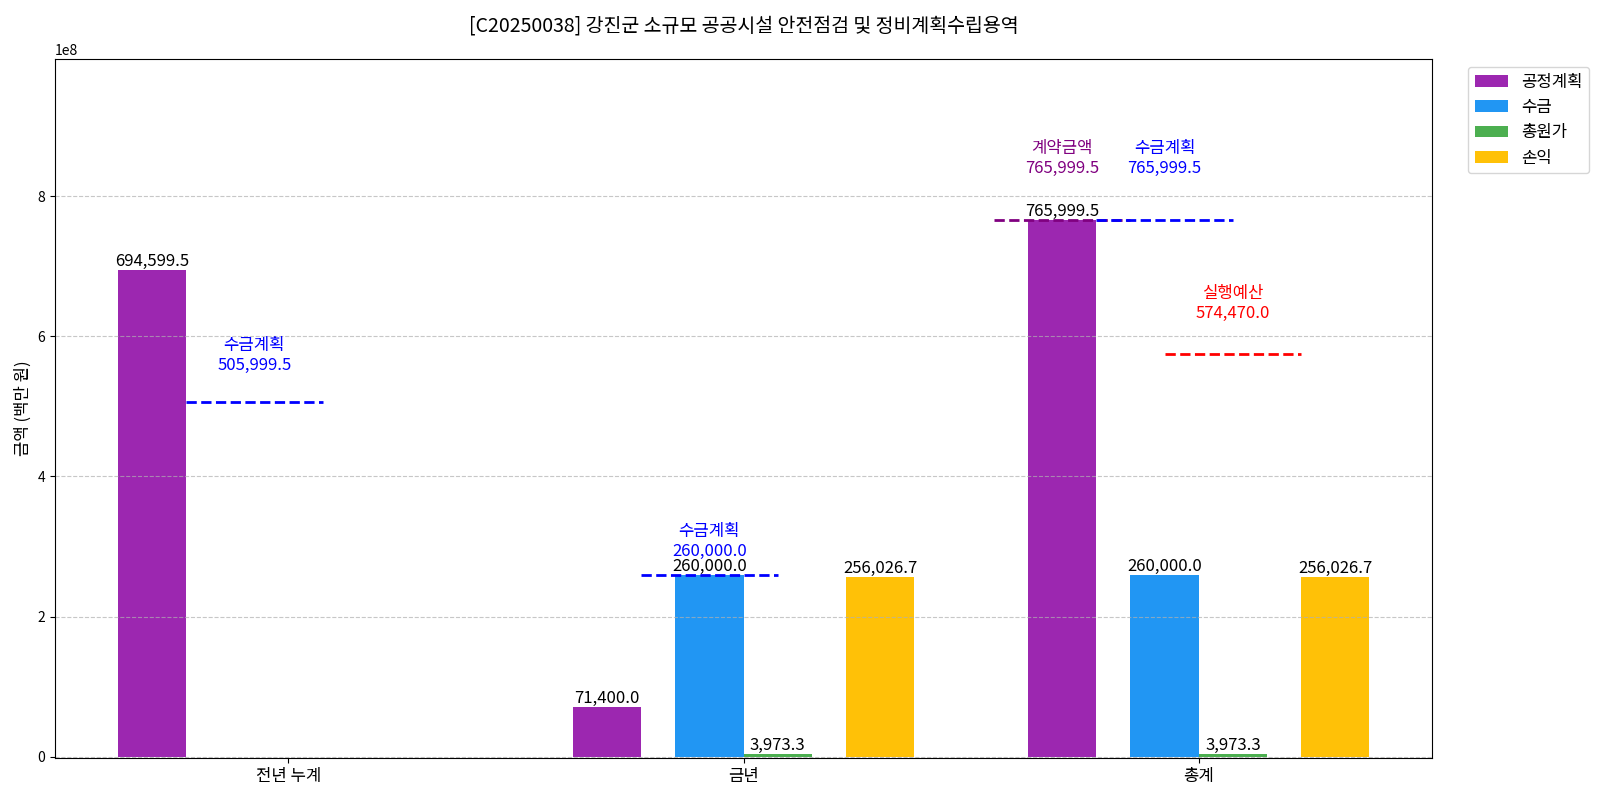 [C20250038] 강진군 소규모 공공시설 안전점검 및 정비계획수립용역
1e8
금액 (백만 원)
8
6
4
2
0
694,599.5
수금계획
505,999.5
수금계획
260,000.0
260,000.0
256,026.7
71,400.0
3,973.3
계약금액
765,999.5
수금계획
765,999.5
765,999.5
실행예산
574,470.0
260,000.0
256,026.7
3,973.3
전년 누계
금년
총계
공정계획
수금
총원가
손익